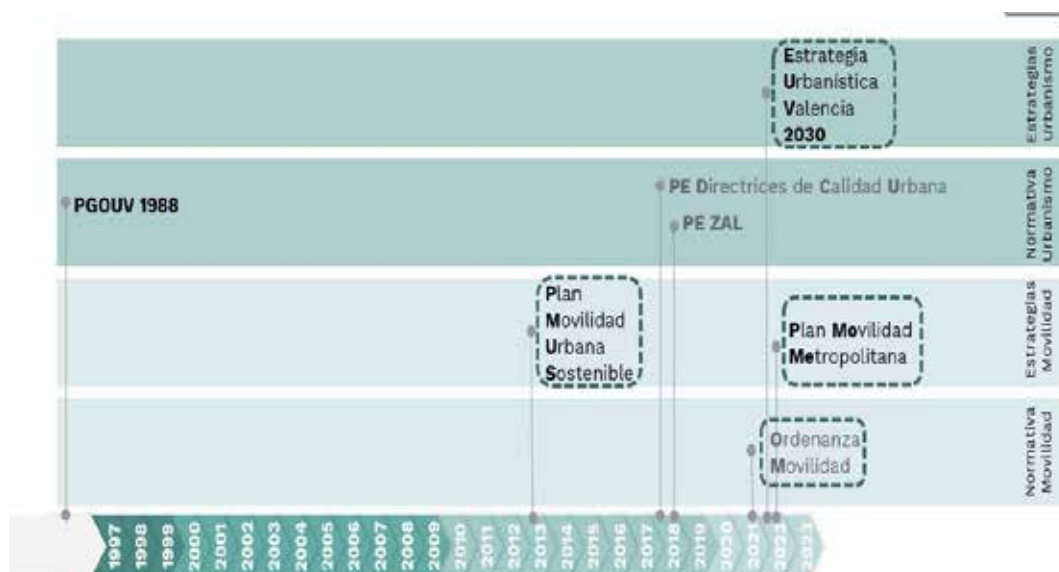 Estrategia
Urbanística
Valencia
2030
Estrategias
Urbanismo
PGOUV 1988
PE Directrices de Calidad Urbana
PE ZAL
Normativa
Urbanismo
Plan
Movilidad
Urbana
Sostenible
Plan Movilidad
Metropolitana
Estrategias
Movilidad
Ordenanza
Movilidad
Normativa
Movilidad
1997
1998
1999
2000
2001
2002
2003
2004
2005
2006
2007
2008
2009
2010
2011
2012
2013
2014
2015
2016
2017
2018
2019
2020
2021
2022
2023